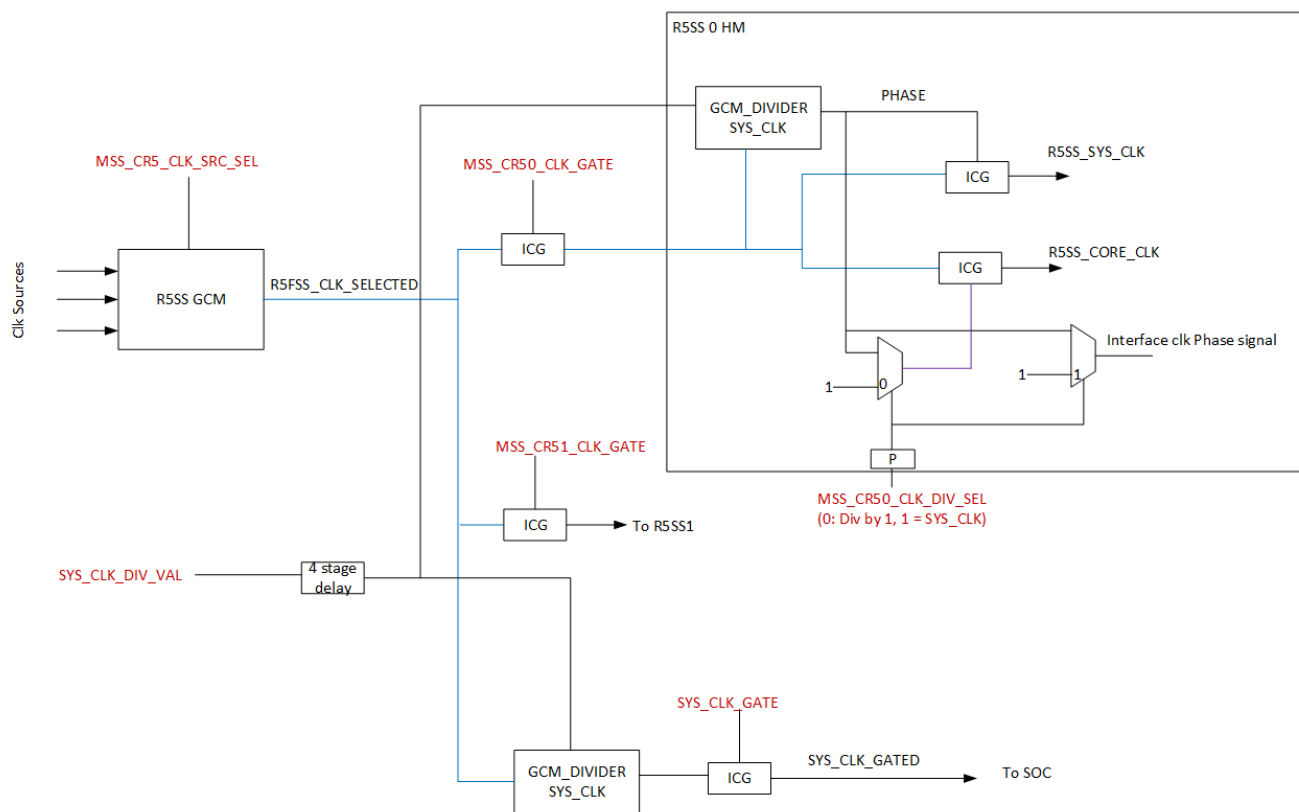 R5SS 0 HM
GCM_DIVIDER
SYS_CLK
PHASE
R5SS_SYS_CLK
ICG
MSS_CR5_CLK_SRC_SEL
MSS_CR50_CLK_GATE
ICG
R5SS_CORE_CLK
ICG
Clk Sources
R5SS GCM
R5FSS_CLK_SELECTED
Interface clk Phase signal
1
0
1
1
P
MSS_CR50_CLK_DIV_SEL
(0: Div by 1, 1 = SYS_CLK)
MSS_CR51_CLK_GATE
ICG
To R5SS1
SYS_CLK_DIV_VAL
4 stage
delay
SYS_CLK_GATE
GCM_DIVIDER
SYS_CLK
ICG
SYS_CLK_GATED
To SOC